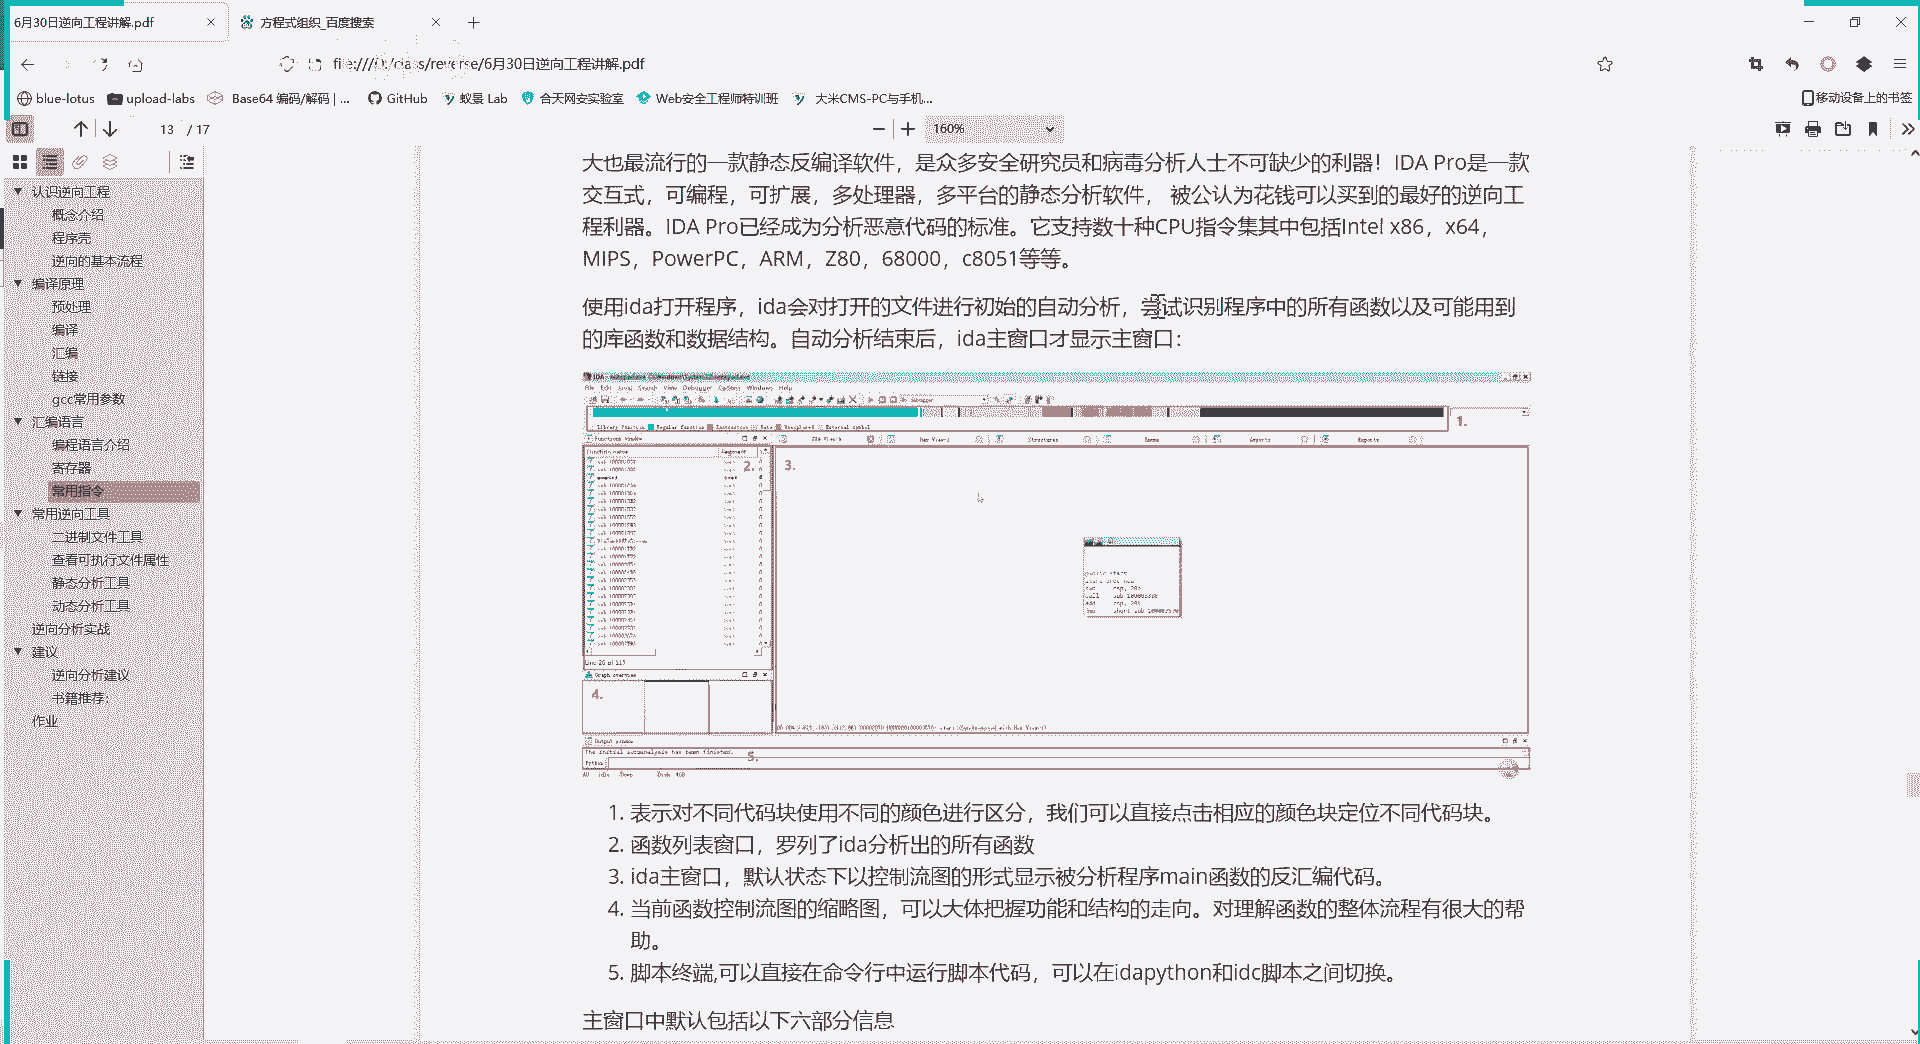 6月30日逆向工程讲解.pdf
方程式组织_百度搜索
file:///D:/class/reverse/6月30日逆向工程讲解.pdf
blue-lotus
upload-labs
Base64 编码/解码 | ...
GitHub
蚁景 Lab
合天网安实验室
Web安全工程师特训班
大米CMS-PC与手机...
移动设备上的书签
13 / 17
160%
认识逆向工程
概念介绍
程序壳
逆向的基本流程
编译原理
预处理
编译
汇编
链接
gcc常用参数
汇编语言
编程语言介绍
寄存器
常用指令
常用逆向工具
二进制文件工具
查看可执行文件属性
静态分析工具
动态分析工具
逆向分析实战
建议
逆向分析建议
书籍推荐:
作业
大也最流行的一款静态反编译软件，是众多安全研究员和病毒分析人士不可缺少的利器！IDA Pro是一款
交互式，可编程，可扩展，多处理器，多平台的静态分析软件， 被公认为花钱可以买到的最好的逆向工
程利器。IDA Pro已经成为分析恶意代码的标准。它支持数十种CPU指令集其中包括Intel x86，x64，
MIPS，PowerPC，ARM，Z80，68000，c8051等等。
使用ida打开程序，ida会对打开的文件进行初始的自动分析，尝试识别程序中的所有函数以及可能用到
的库函数和数据结构。自动分析结束后，ida主窗口才显示主窗口：
File Edit Jump Search View Debugger Options Windows Help
1.
Functions window
Function name
Segment
2.
3.
Structures
Enums
Imports
Exports
Graph overview
4.
Output window
The initial autoanalysis has been finished.
Python
5.
1. 表示对不同代码块使用不同的颜色进行区分，我们可以直接点击相应的颜色块定位不同代码块。
2. 函数列表窗口，罗列了ida分析出的所有函数
3. ida主窗口，默认状态下以控制流图的形式显示被分析程序main函数的反汇编代码。
4. 当前函数控制流图的缩略图，可以大体把握功能和结构的走向。对理解函数的整体流程有很大的帮
助。
5. 脚本终端,可以直接在命令行中运行脚本代码，可以在idapython和idc脚本之间切换。
主窗口中默认包括以下六部分信息